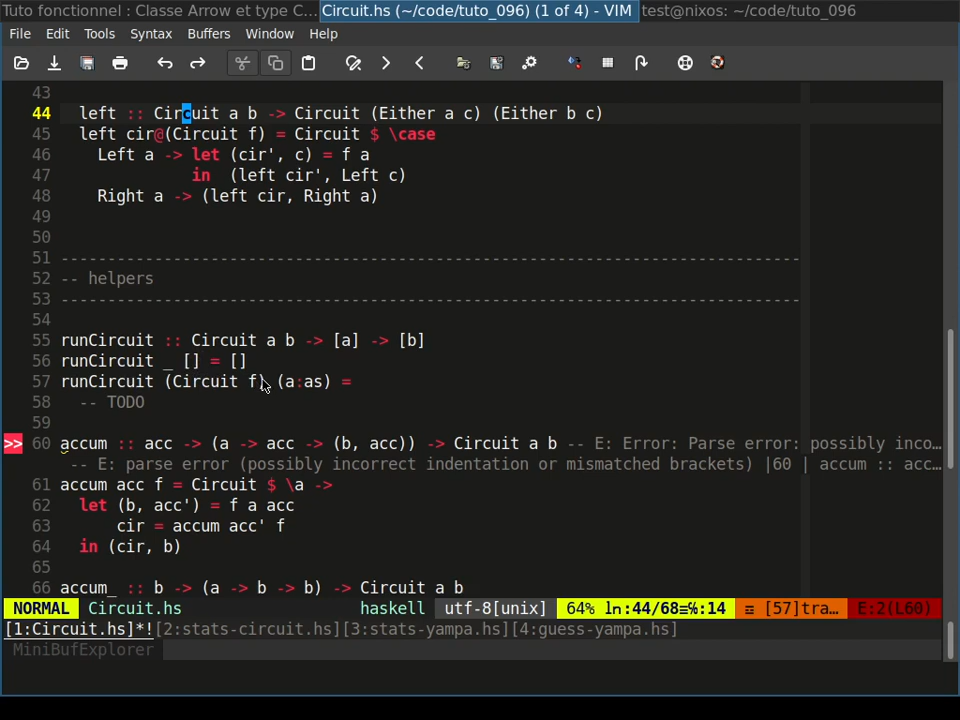 Tuto fonctionnel : Classe Arrow et type C... Circuit.hs (~/code/tuto_096) (1 of 4) - VIM test@nixos: ~/code/tuto_096
File Edit Tools Syntax Buffers Window Help
43
44 left :: Circuit a b -> Circuit (Either a c) (Either b c)
45 left cir@(Circuit f) = Circuit $ \case
46 Left a -> let (cir', c) = f a
47 in (left cir', Left c)
48 Right a -> (left cir, Right a)
49
50
51 -------------------------------------------------------------------------------
52 -- helpers
53 -------------------------------------------------------------------------------
54
55 runCircuit :: Circuit a b -> [a] -> [b]
56 runCircuit _ [] = []
57 runCircuit (Circuit f) (a:as) =
58 -- TODO
59
>> 60 accum :: acc -> (a -> acc -> (b, acc)) -> Circuit a b -- E: Error: Parse error: possibly inco…
-- E: parse error (possibly incorrect indentation or mismatched brackets) |60 | accum :: acc…
61 accum acc f = Circuit $ \a ->
62 let (b, acc') = f a acc
63 cir = accum acc' f
64 in (cir, b)
65
66 accum_ :: b -> (a -> b -> b) -> Circuit a b
NORMAL Circuit.hs haskell utf-8[unix] 64% ln:44/68≡℅:14 ≡ [57]tra… E:2(L60)
[1:Circuit.hs]*![2:stats-circuit.hs][3:stats-yampa.hs][4:guess-yampa.hs]
MiniBufExplorer